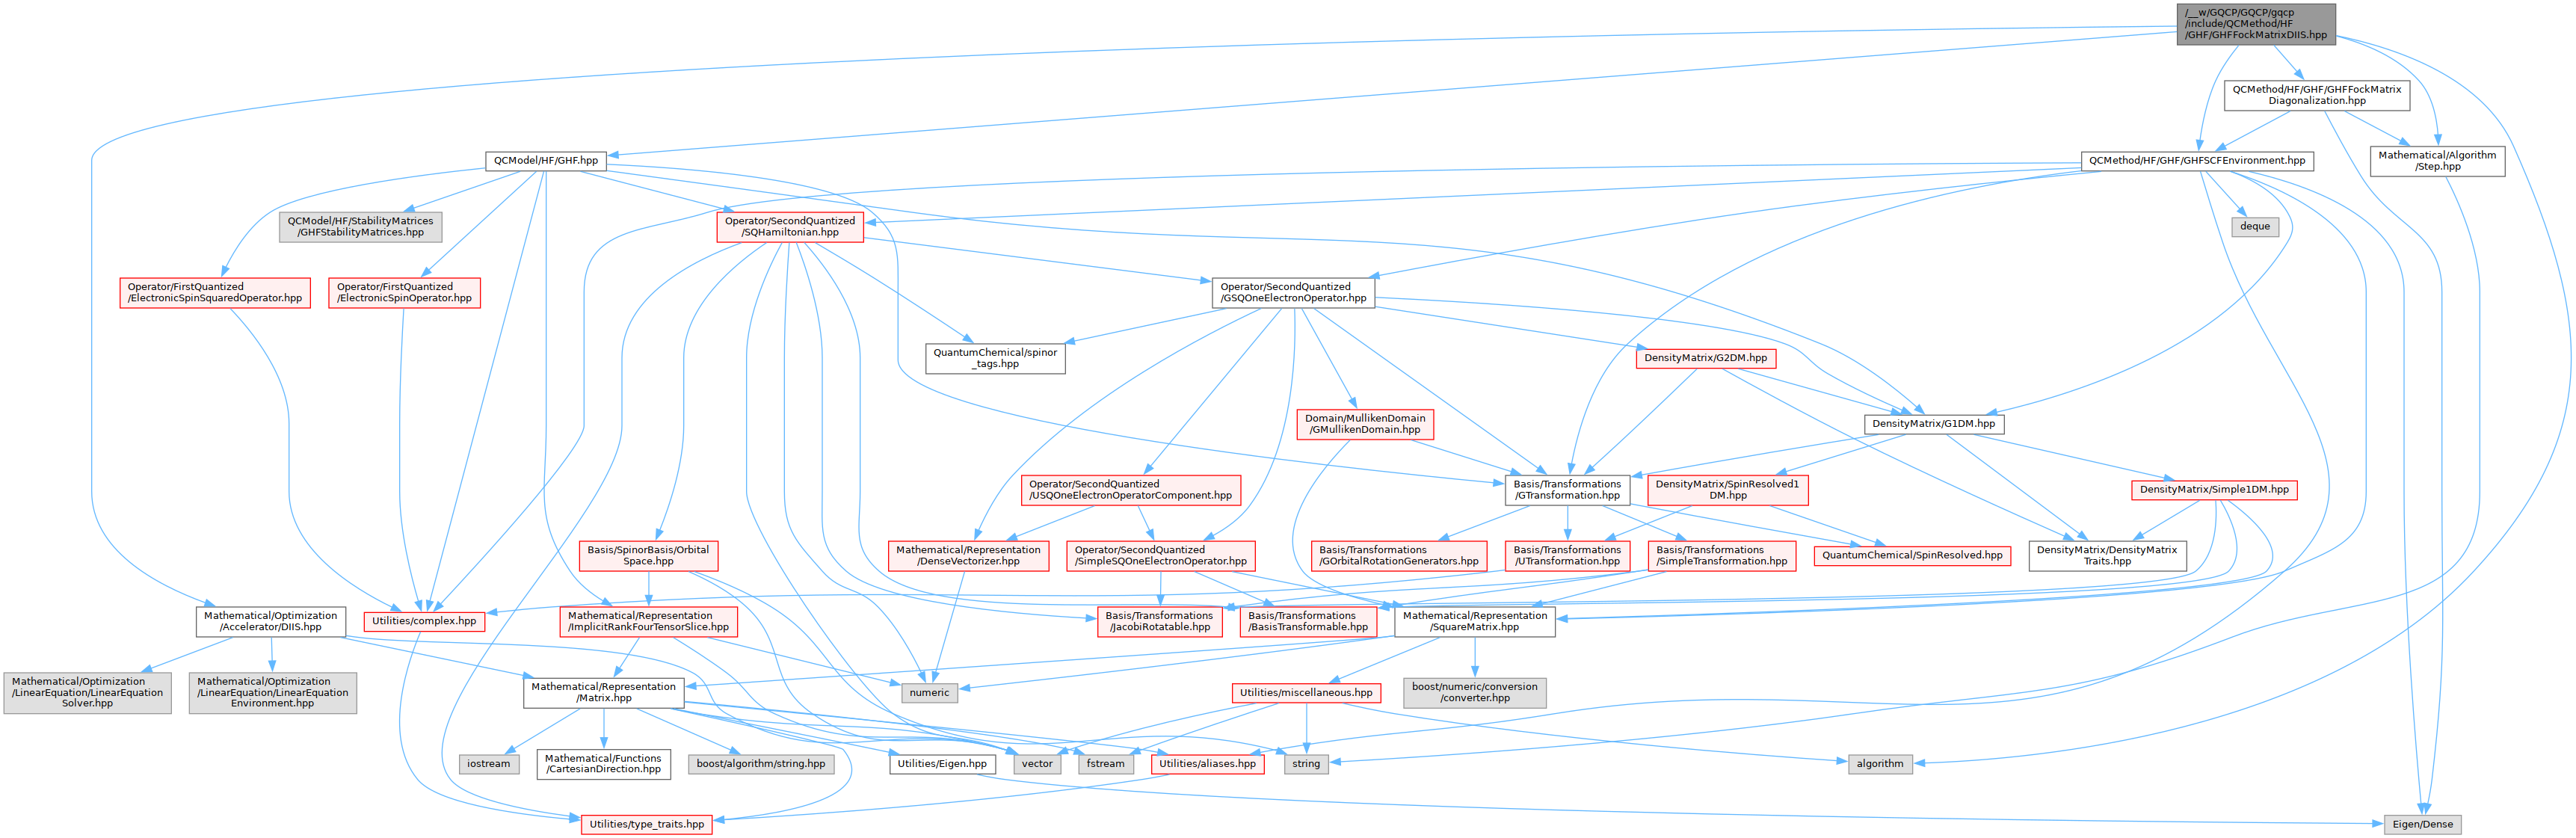 /__w/GQCP/GQCP/gqcp
/include/QCMethod/HF
/GHF/GHFFockMatrixDIIS.hpp
QCMethod/HF/GHF/GHFFockMatrix
Diagonalization.hpp
QCModel/HF/GHF.hpp
QCMethod/HF/GHF/GHFSCFEnvironment.hpp
Mathematical/Algorithm
/Step.hpp
QCModel/HF/StabilityMatrices
/GHFStabilityMatrices.hpp
Operator/SecondQuantized
/SQHamiltonian.hpp
deque
Operator/FirstQuantized
/ElectronicSpinSquaredOperator.hpp
Operator/FirstQuantized
/ElectronicSpinOperator.hpp
Operator/SecondQuantized
/GSQOneElectronOperator.hpp
QuantumChemical/spinor
_tags.hpp
DensityMatrix/G2DM.hpp
Domain/MullikenDomain
/GMullikenDomain.hpp
DensityMatrix/G1DM.hpp
Operator/SecondQuantized
/USQOneElectronOperatorComponent.hpp
Basis/Transformations
/GTransformation.hpp
DensityMatrix/SpinResolved1
DM.hpp
DensityMatrix/Simple1DM.hpp
Basis/SpinorBasis/Orbital
Space.hpp
Mathematical/Representation
/DenseVectorizer.hpp
Operator/SecondQuantized
/SimpleSQOneElectronOperator.hpp
Basis/Transformations
/GOrbitalRotationGenerators.hpp
Basis/Transformations
/UTransformation.hpp
Basis/Transformations
/SimpleTransformation.hpp
QuantumChemical/SpinResolved.hpp
DensityMatrix/DensityMatrix
Traits.hpp
Mathematical/Optimization
/Accelerator/DIIS.hpp
Utilities/complex.hpp
Mathematical/Representation
/ImplicitRankFourTensorSlice.hpp
Basis/Transformations
/JacobiRotatable.hpp
Basis/Transformations
/BasisTransformable.hpp
Mathematical/Representation
/SquareMatrix.hpp
Mathematical/Optimization
/LinearEquation/LinearEquation
Solver.hpp
Mathematical/Optimization
/LinearEquation/LinearEquation
Environment.hpp
Mathematical/Representation
/Matrix.hpp
numeric
Utilities/miscellaneous.hpp
boost/numeric/conversion
/converter.hpp
iostream
Mathematical/Functions
/CartesianDirection.hpp
boost/algorithm/string.hpp
Utilities/Eigen.hpp
vector
fstream
Utilities/aliases.hpp
string
algorithm
Utilities/type_traits.hpp
Eigen/Dense